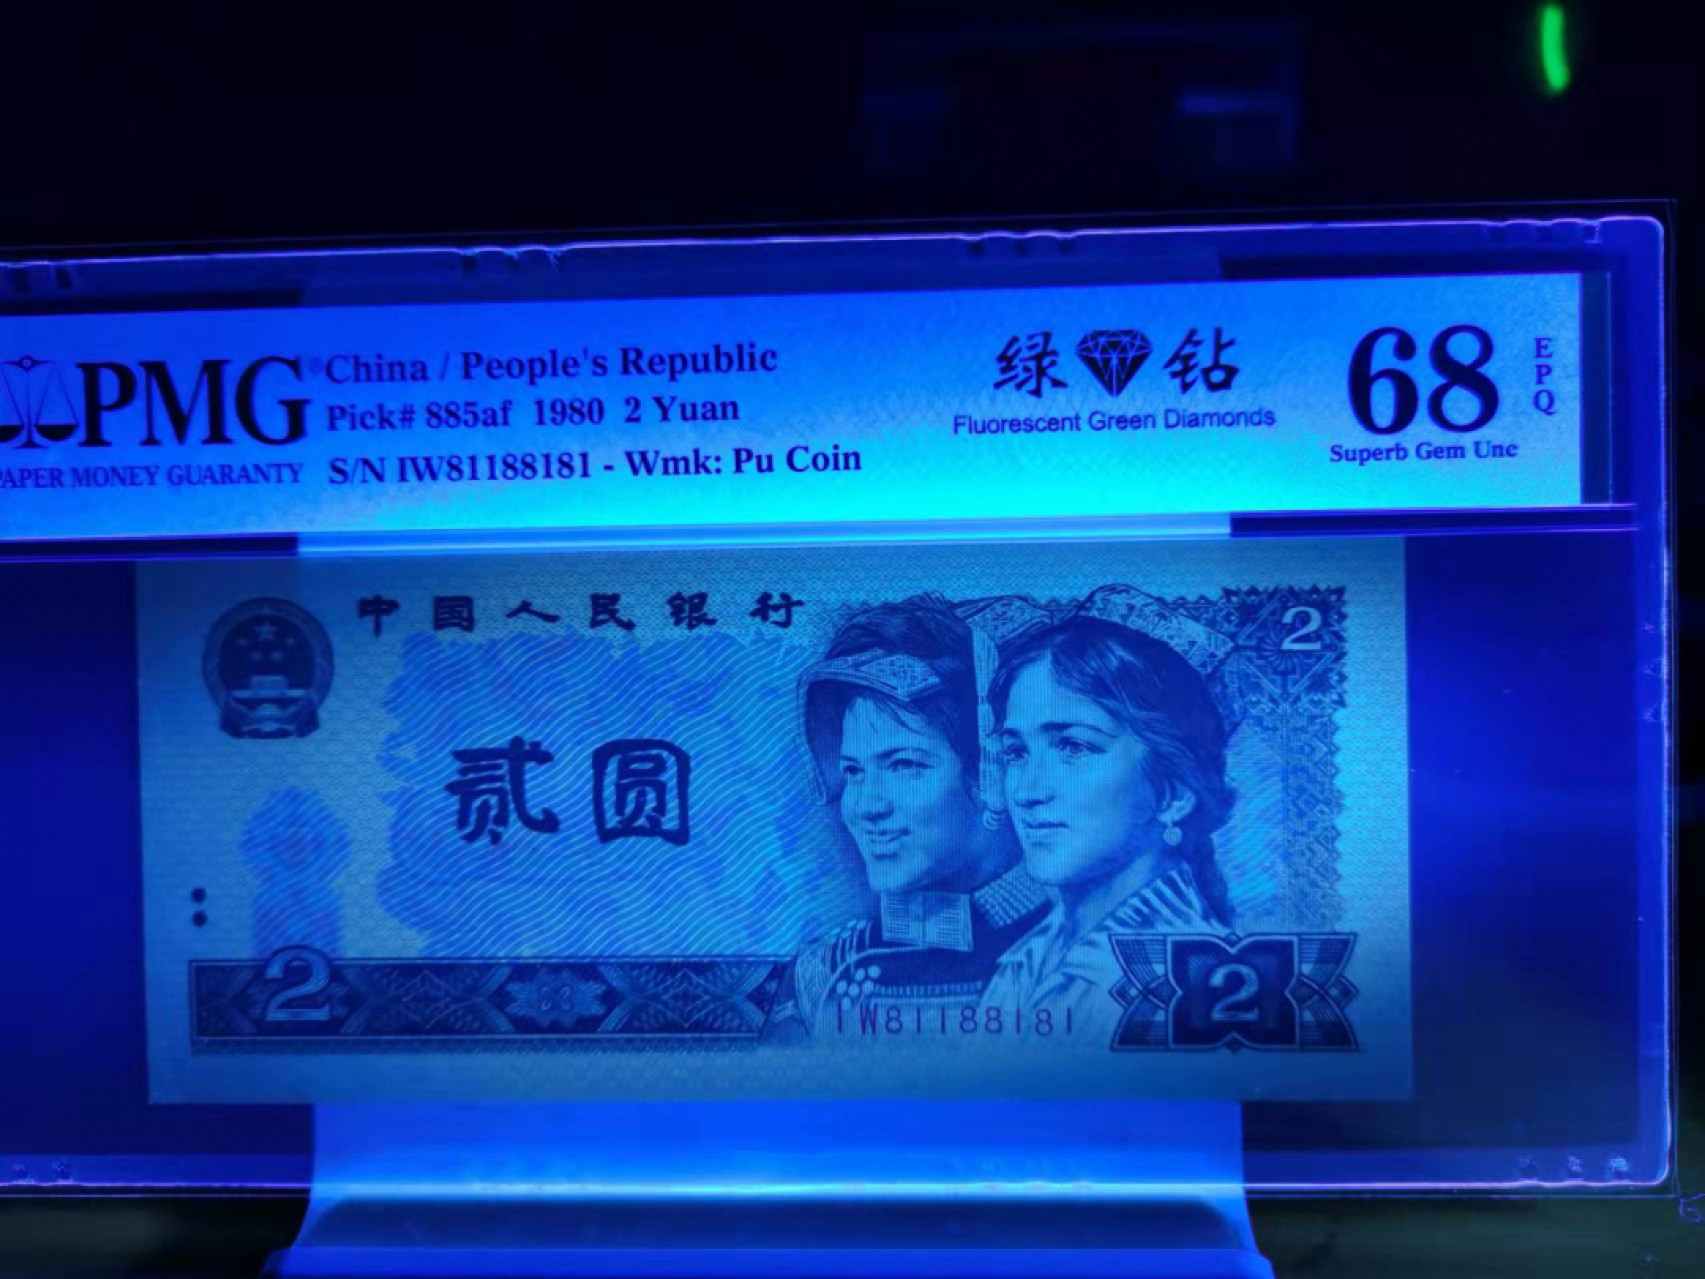 PMG
®China / People's Republic
Pick# 885af 1980 2 Yuan
PAPER MONEY GUARANTY
S/N IW81188181 - Wmk: Pu Coin
绿 钻
Fluorescent Green Diamonds
68
EPQ
Superb Gem Unc
中国人民银行
2
贰圆
2
IW81188181
2